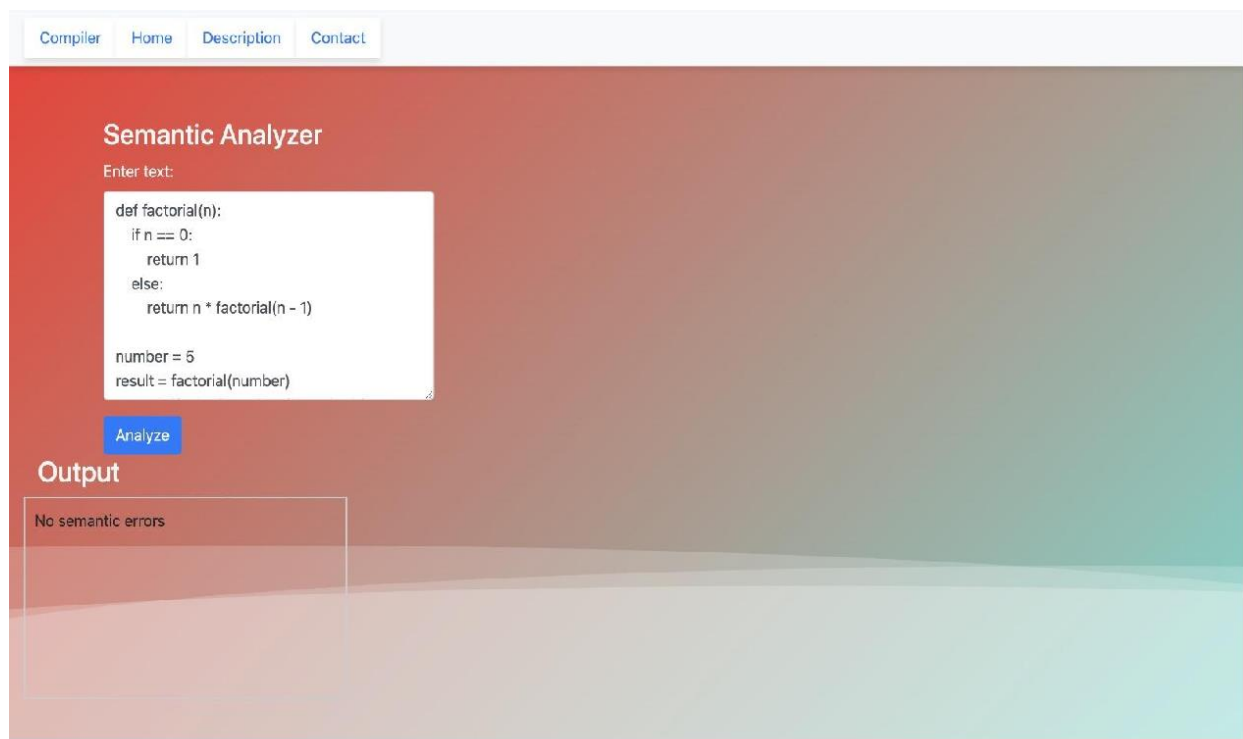 Compiler Home Description Contact
Semantic Analyzer
Enter text:
def factorial(n):
if n == 0:
return 1
else:
return n * factorial(n - 1)
number = 5
result = factorial(number)
Analyze
Output
No semantic errors